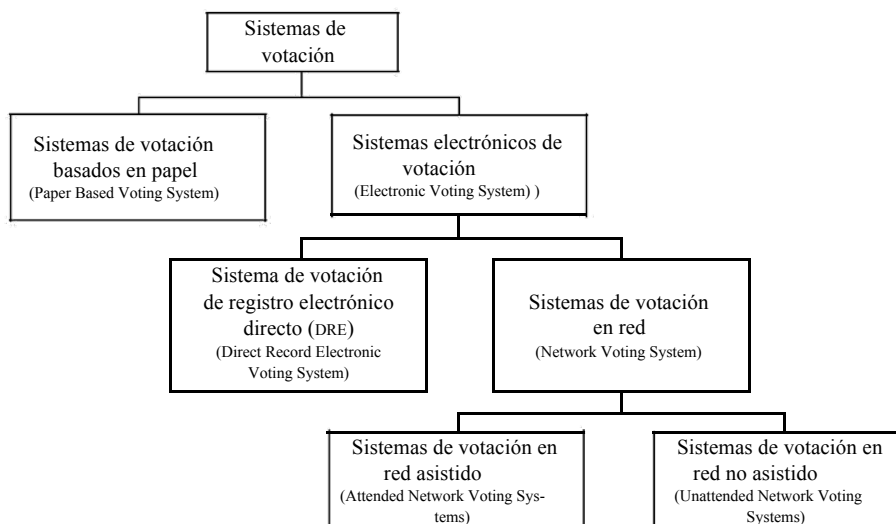 Sistemas de
votación
Sistemas de votación
basados en papel
(Paper Based Voting System)
Sistemas electrónicos de
votación
(Electronic Voting System) )
Sistema de votación
de registro electrónico
directo (DRE)
(Direct Record Electronic
Voting System)
Sistemas de votación
en red
(Network Voting System)
Sistemas de votación en
red asistido
(Attended Network Voting Sys-
tems)
Sistemas de votación en
red no asistido
(Unattended Network Voting
Systems)